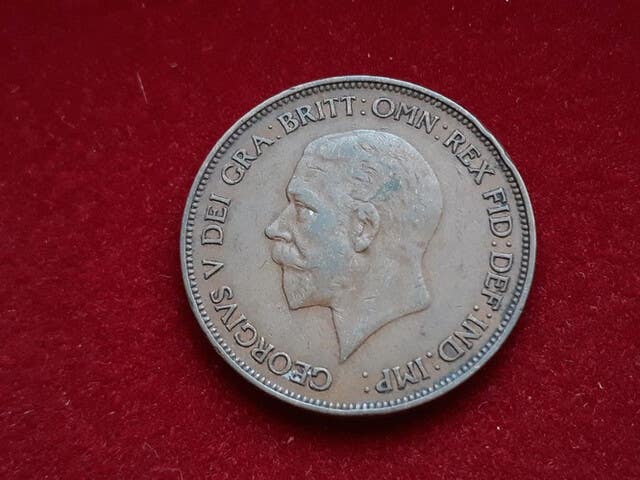 GEORGIVS V DEI GRA: BRITT: OMN: REX FID: DEF: IND: IMP: